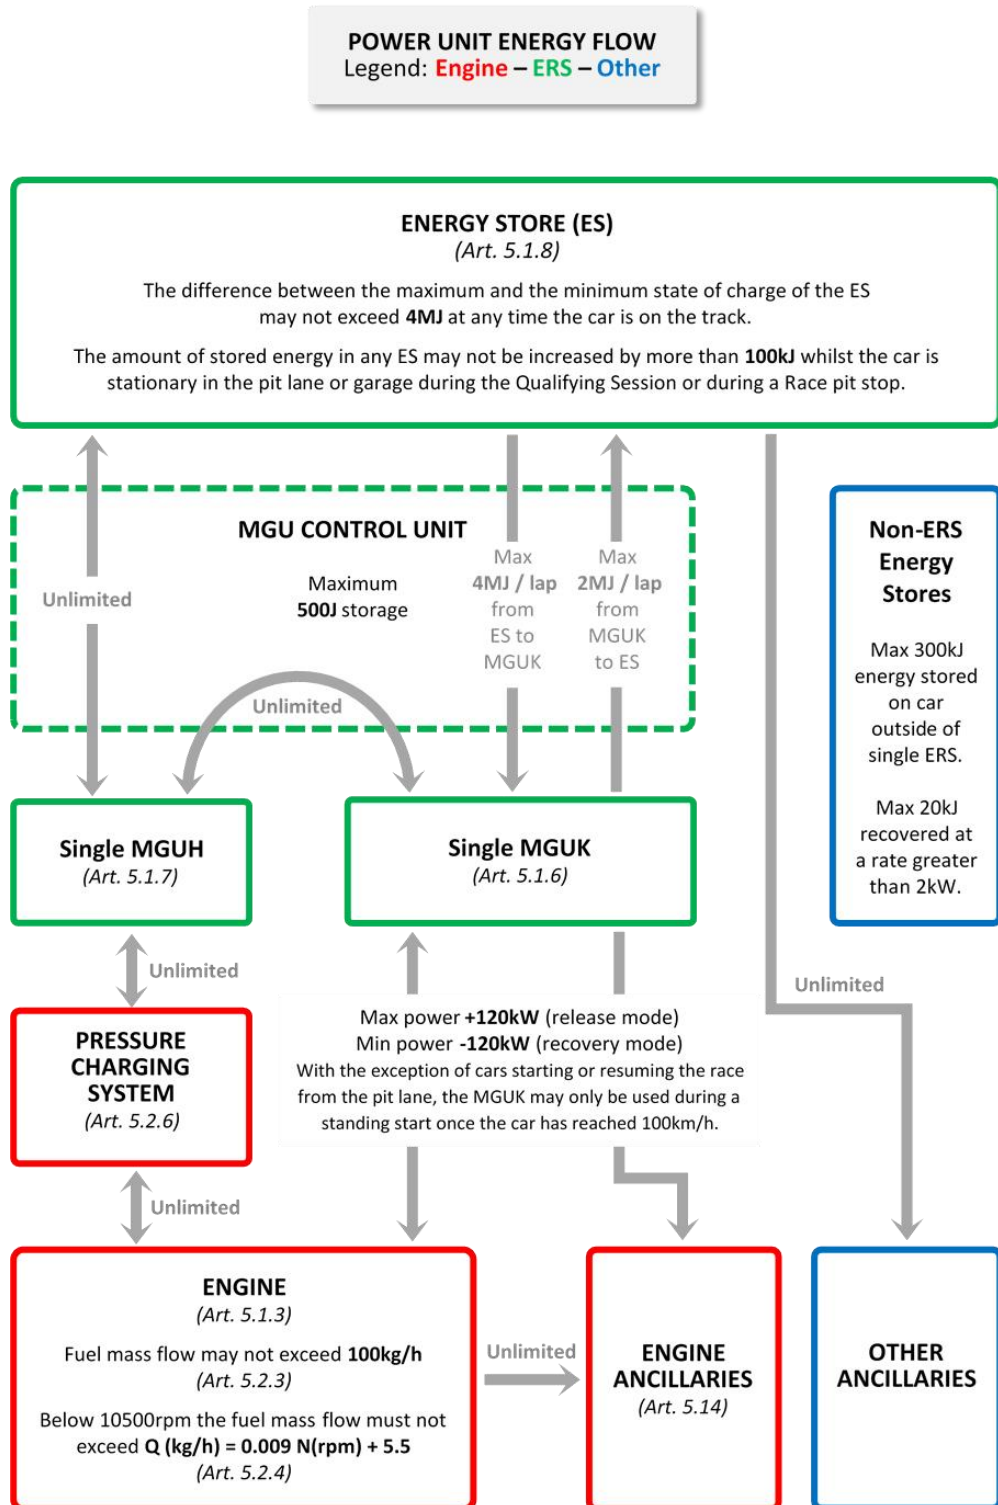 POWER UNIT ENERGY FLOW
Legend: Engine – ERS – Other
ENERGY STORE (ES)
(Art. 5.1.8)
The difference between the maximum and the minimum state of charge of the ES
may not exceed 4MJ at any time the car is on the track.
The amount of stored energy in any ES may not be increased by more than 100kJ whilst the car is
stationary in the pit lane or garage during the Qualifying Session or during a Race pit stop.
MGU CONTROL UNIT
Maximum
500J storage
Unlimited
Max
4MJ / lap
from
ES to
MGUK
Max
2MJ / lap
from
MGUK
to ES
Unlimited
Non-ERS
Energy
Stores
Max 300kJ
energy stored
on car
outside of
single ERS.
Max 20kJ
recovered at
a rate greater
than 2kW.
Single MGUH
(Art. 5.1.7)
Single MGUK
(Art. 5.1.6)
Unlimited
Unlimited
PRESSURE
CHARGING
SYSTEM
(Art. 5.2.6)
Max power +120kW (release mode)
Min power -120kW (recovery mode)
With the exception of cars starting or resuming the race
from the pit lane, the MGUK may only be used during a
standing start once the car has reached 100km/h.
Unlimited
ENGINE
(Art. 5.1.3)
Fuel mass flow may not exceed 100kg/h
(Art. 5.2.3)
Below 10500rpm the fuel mass flow must not
exceed Q (kg/h) = 0.009 N(rpm) + 5.5
(Art. 5.2.4)
Unlimited
ENGINE
ANCILLARIES
(Art. 5.14)
OTHER
ANCILLARIES